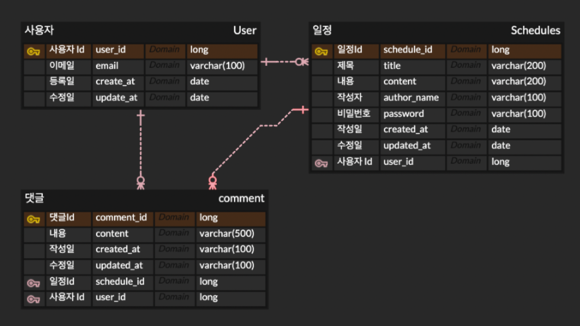 사용자 User
사용자 Id user_id Domain long
이메일 email Domain varchar(100)
등록일 create_at Domain date
수정일 update_at Domain date
일정 Schedules
일정Id schedule_id Domain long
제목 title Domain varchar(200)
내용 content Domain varchar(200)
작성자 author_name Domain varchar(100)
비밀번호 password Domain varchar(100)
작성일 created_at Domain date
수정일 updated_at Domain date
사용자 Id user_id Domain long
댓글 comment
댓글Id comment_id Domain long
내용 content Domain varchar(500)
작성일 created_at Domain varchar(100)
수정일 updated_at Domain varchar(100)
일정Id schedule_id Domain long
사용자 Id user_id Domain long